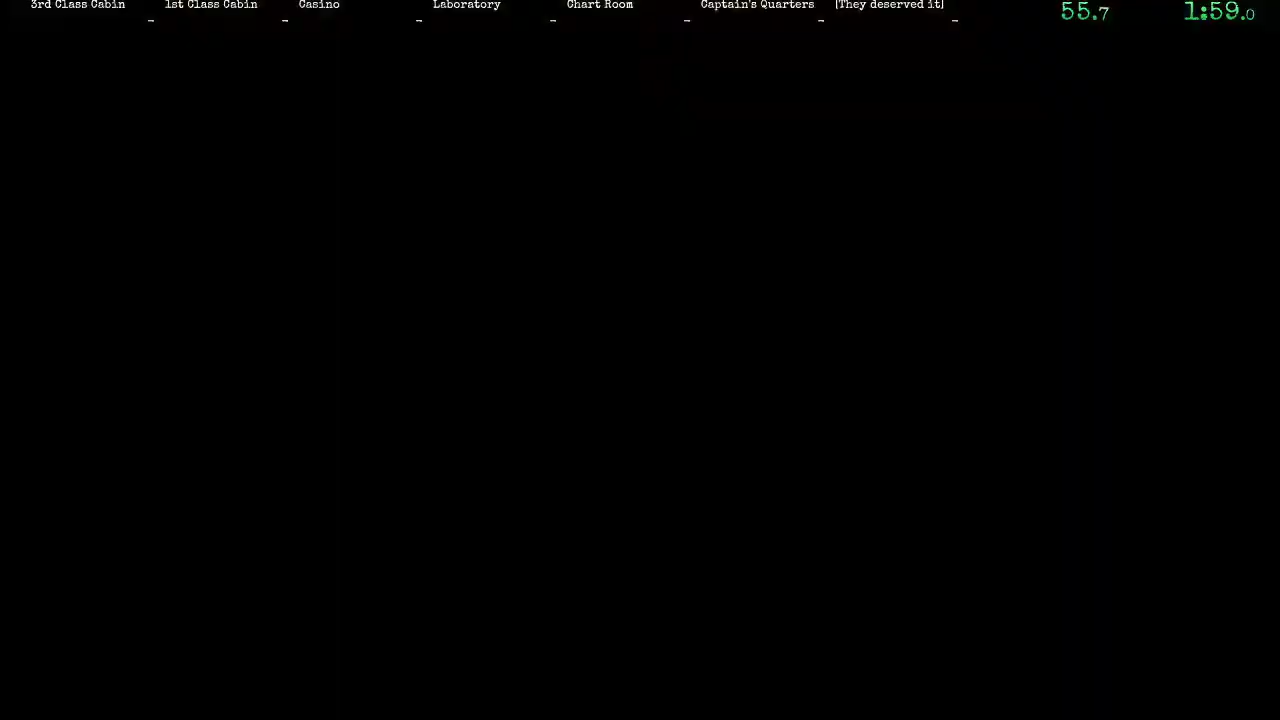 3rd Class Cabin 1st Class Cabin Casino Laboratory Chart Room Captain's Quarters [They deserved it] 55.7 1:59.0
– – – – – – –